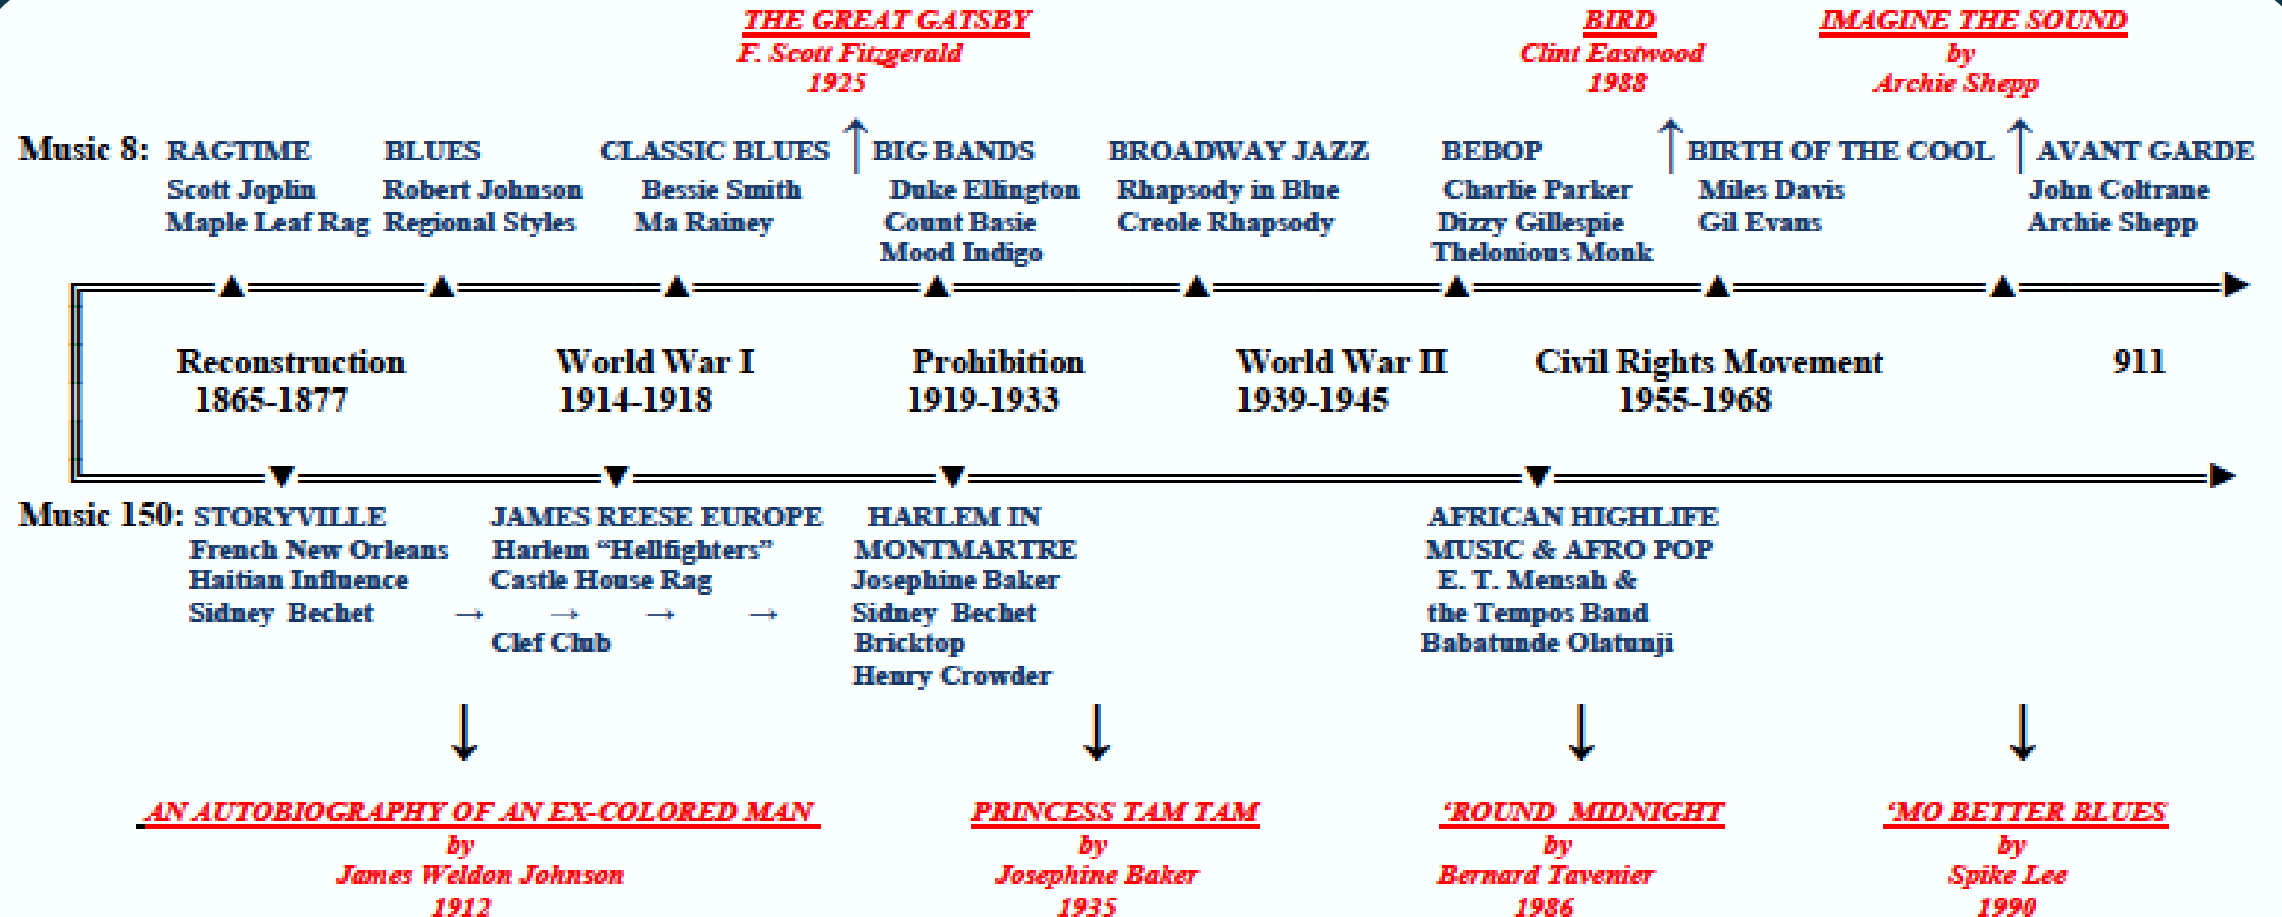 THE GREAT GATSBY BIRD IMAGINE THE SOUND
F. Scott Fitzgerald Clint Eastwood by
1925 1988 Archie Shepp
Music 8: RAGTIME BLUES CLASSIC BLUES ↑ BIG BANDS BROADWAY JAZZ BEBOP ↑ BIRTH OF THE COOL ↑ AVANT GARDE
Scott Joplin Robert Johnson Bessie Smith Duke Ellington Rhapsody in Blue Charlie Parker Miles Davis John Coltrane
Maple Leaf Rag Regional Styles Ma Rainey Count Basie Creole Rhapsody Dizzy Gillespie Gil Evans Archie Shepp
Mood Indigo Thelonious Monk
Reconstruction World War I Prohibition World War II Civil Rights Movement 911
1865-1877 1914-1918 1919-1933 1939-1945 1955-1968
Music 150: STORYVILLE JAMES REESE EUROPE HARLEM IN AFRICAN HIGHLIFE
French New Orleans Harlem “Hellfighters” MONTMARTRE MUSIC & AFRO POP
Haitian Influence Castle House Rag Josephine Baker E. T. Mensah &
Sidney Bechet → → → → Sidney Bechet the Tempos Band
Clef Club Bricktop Babatunde Olatunji
Henry Crowder
AN AUTOBIOGRAPHY OF AN EX-COLORED MAN PRINCESS TAM TAM ‘ROUND MIDNIGHT ‘MO BETTER BLUES
by by by by
James Weldon Johnson Josephine Baker Bernard Tavenier Spike Lee
1912 1935 1986 1990